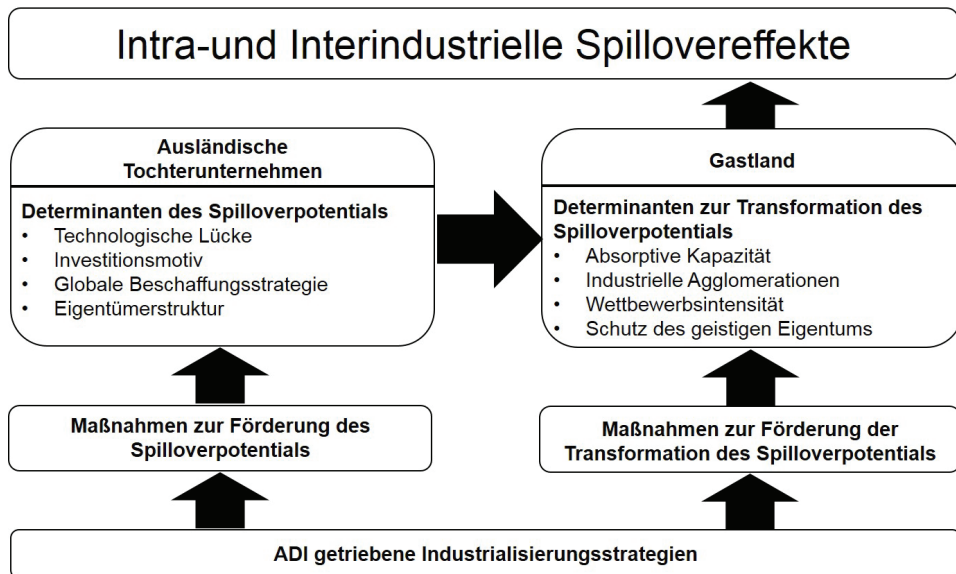 Intra-und Interindustrielle Spillovereffekte
Ausländische
Tochterunternehmen
Determinanten des Spilloverpotentials
• Technologische Lücke
• Investitionsmotiv
• Globale Beschaffungsstrategie
• Eigentümerstruktur
Gastland
Determinanten zur Transformation des
Spilloverpotentials
• Absorptive Kapazität
• Industrielle Agglomerationen
• Wettbewerbsintensität
• Schutz des geistigen Eigentums
Maßnahmen zur Förderung des
Spilloverpotentials
Maßnahmen zur Förderung der
Transformation des Spilloverpotentials
ADI getriebene Industrialisierungsstrategien